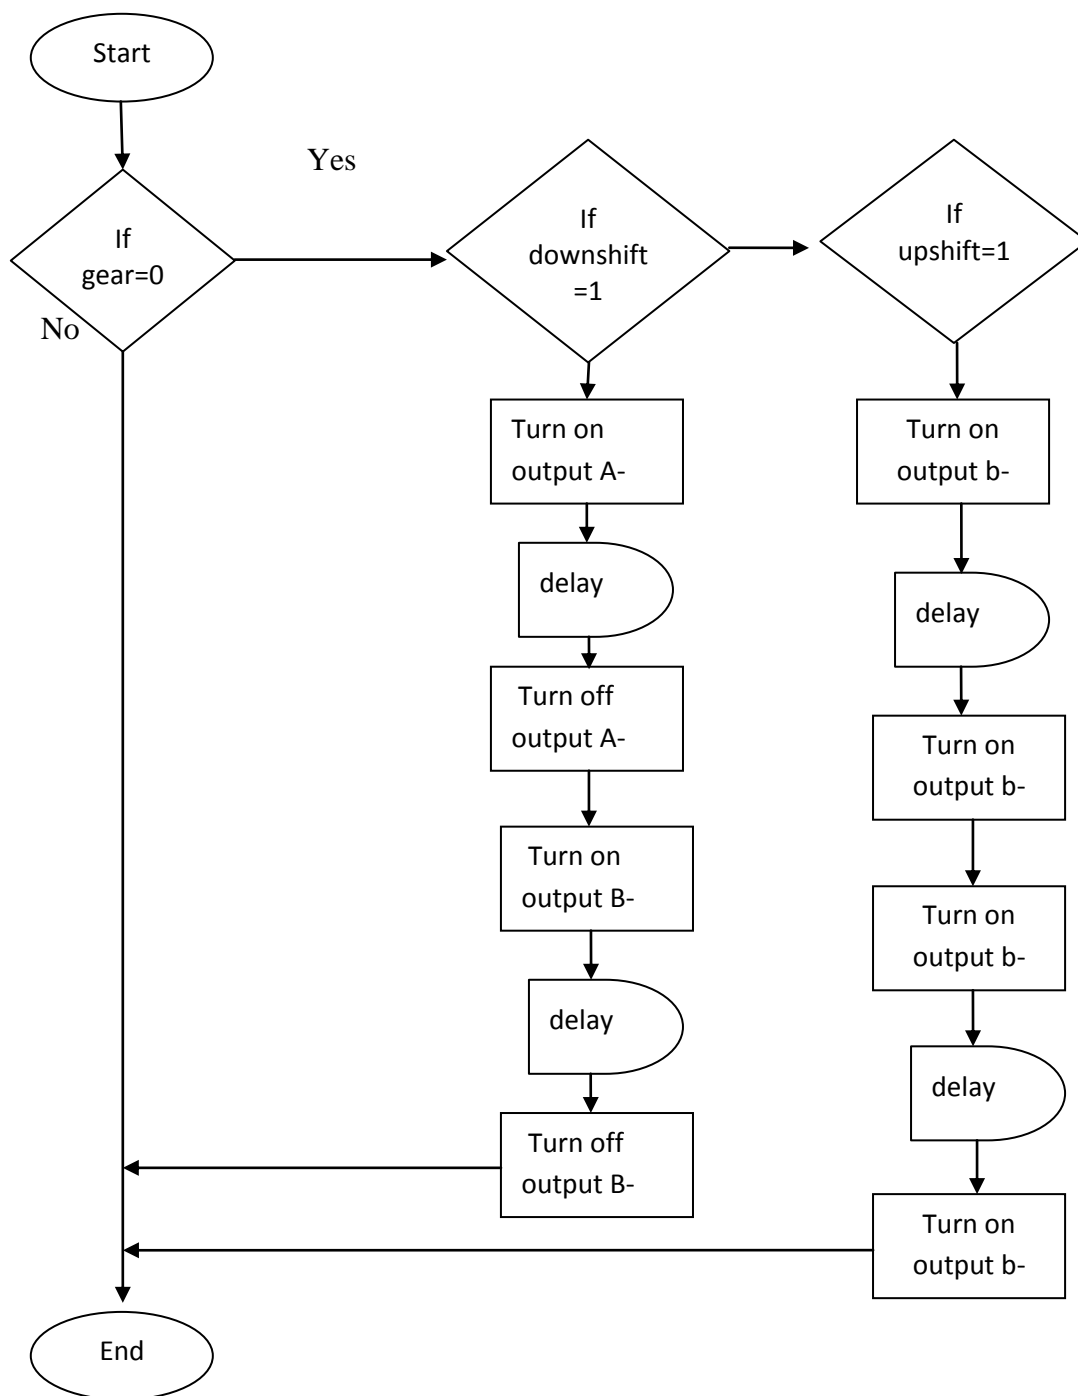 Start
Yes
If
gear=0
No
If
downshift
=1
If
upshift=1
Turn on
output A-
delay
Turn off
output A-
Turn on
output B-
delay
Turn off
output B-
Turn on
output b-
delay
Turn on
output b-
Turn on
output b-
delay
Turn on
output b-
End